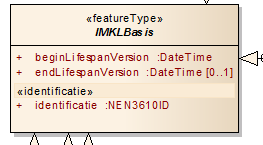 «featureType»
IMKLBasis
+ beginLifespanVersion :DateTime
+ endLifespanVersion :DateTime [0..1]
«identificatie»
+ identificatie :NEN3610ID